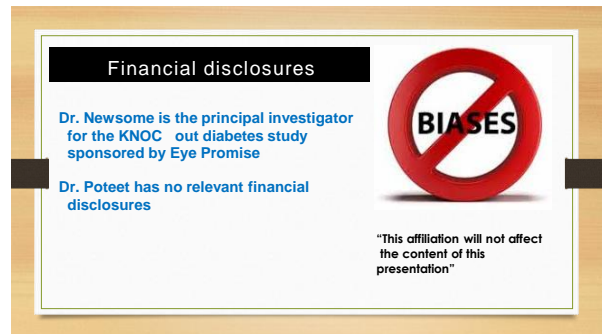 Financial disclosures
Dr. Newsome is the principal investigator
for the KNOC out diabetes study
sponsored by Eye Promise
Dr. Poteet has no relevant financial
disclosures
BIASES
“This affiliation will not affect
the content of this
presentation”